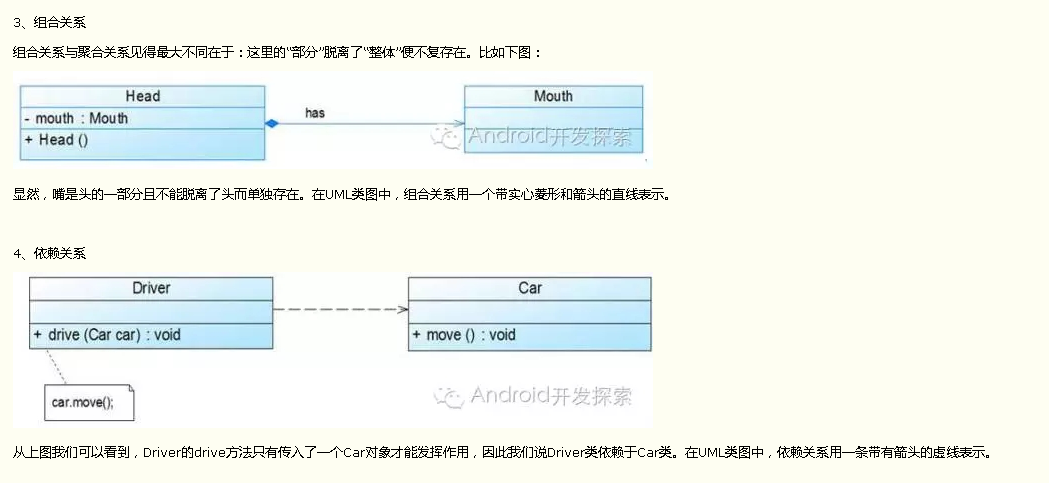 3、组合关系
组合关系与聚合关系见得最大不同在于：这里的“部分”脱离了“整体”便不复存在。比如下图：
Head
- mouth : Mouth
+ Head ()
has
Mouth
Android开发探索
显然，嘴是头的一部分且不能脱离了头而单独存在。在UML类图中，组合关系用一个带实心菱形和箭头的直线表示。
4、依赖关系
Driver
+ drive (Car car) : void
car.move();
Car
+ move () : void
Android开发探索
从上图我们可以看到，Driver的drive方法只有传入了一个Car对象才能发挥作用，因此我们说Driver类依赖于Car类。在UML类图中，依赖关系用一条带有箭头的虚线表示。